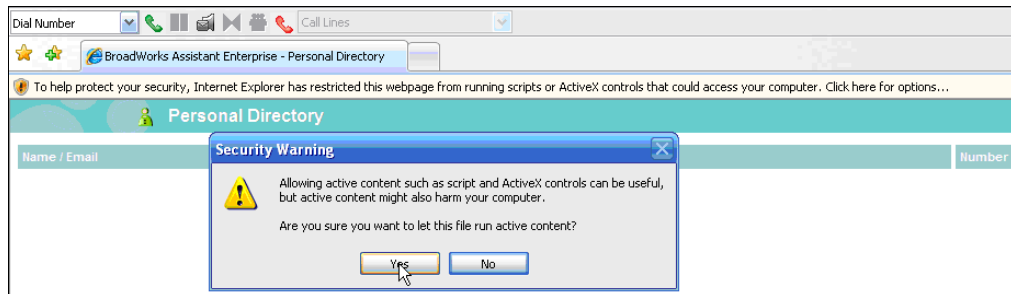 Dial Number Call Lines
BroadWorks Assistant Enterprise - Personal Directory
To help protect your security, Internet Explorer has restricted this webpage from running scripts or ActiveX controls that could access your computer. Click here for options...
Personal Directory
Name / Email Number
Security Warning
Allowing active content such as script and ActiveX controls can be useful,
but active content might also harm your computer.
Are you sure you want to let this file run active content?
Yes No